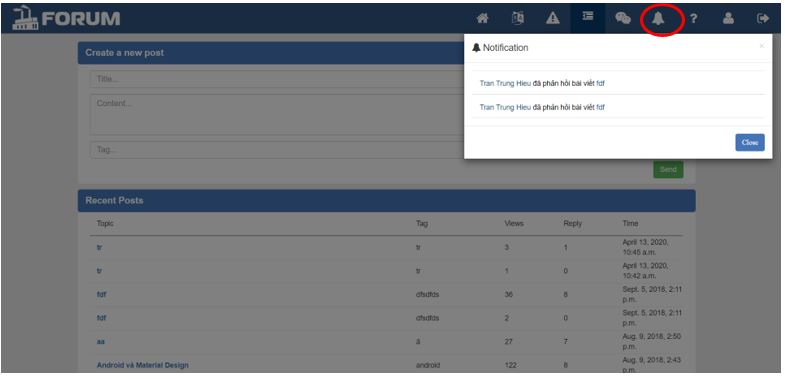 FORUM
?
Create a new post
Title...
Content....
Tag...
Send
Notification
×
Tran Trung Hieu đã phản hồi bài viết fdf
Tran Trung Hieu đã phản hồi bài viết fdf
Close
Recent Posts
Topic Tag Views Reply Time
tr tr 3 1 April 13, 2020, 10:45 a.m.
tr tr 1 0 April 13, 2020, 10:42 a.m.
fdf dfsdfds 36 8 Sept. 5, 2018, 2:11 p.m.
fdf dfsdfds 2 0 Sept. 5, 2018, 2:11 p.m.
aa â 27 7 Aug. 9, 2018, 2:50 p.m.
Android và Material Design android 122 8 Aug. 9, 2018, 2:43 p.m.